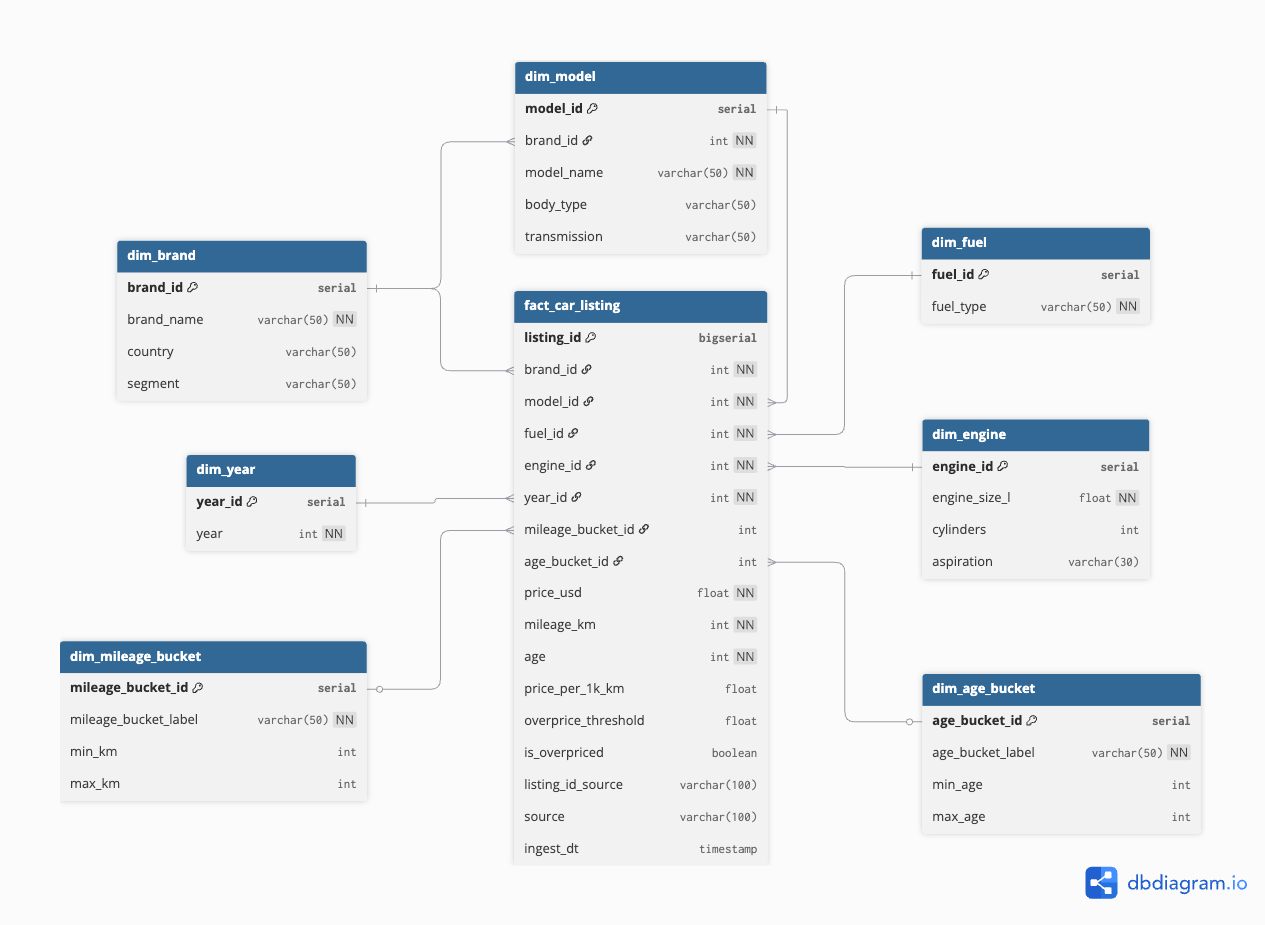 dim_model
model_id serial
brand_id int NN
model_name varchar(50) NN
body_type varchar(50)
transmission varchar(50)
dim_brand
brand_id serial
brand_name varchar(50) NN
country varchar(50)
segment varchar(50)
dim_fuel
fuel_id serial
fuel_type varchar(50) NN
fact_car_listing
listing_id bigserial
brand_id int NN
model_id int NN
fuel_id int NN
engine_id int NN
year_id int NN
mileage_bucket_id int
age_bucket_id int
price_usd float NN
mileage_km int NN
age int NN
price_per_1k_km float
overprice_threshold float
is_overpriced boolean
listing_id_source varchar(100)
source varchar(100)
ingest_dt timestamp
dim_engine
engine_id serial
engine_size_l float NN
cylinders int
aspiration varchar(30)
dim_year
year_id serial
year int NN
dim_mileage_bucket
mileage_bucket_id serial
mileage_bucket_label varchar(50) NN
min_km int
max_km int
dim_age_bucket
age_bucket_id serial
age_bucket_label varchar(50) NN
min_age int
max_age int
dbdiagram.io